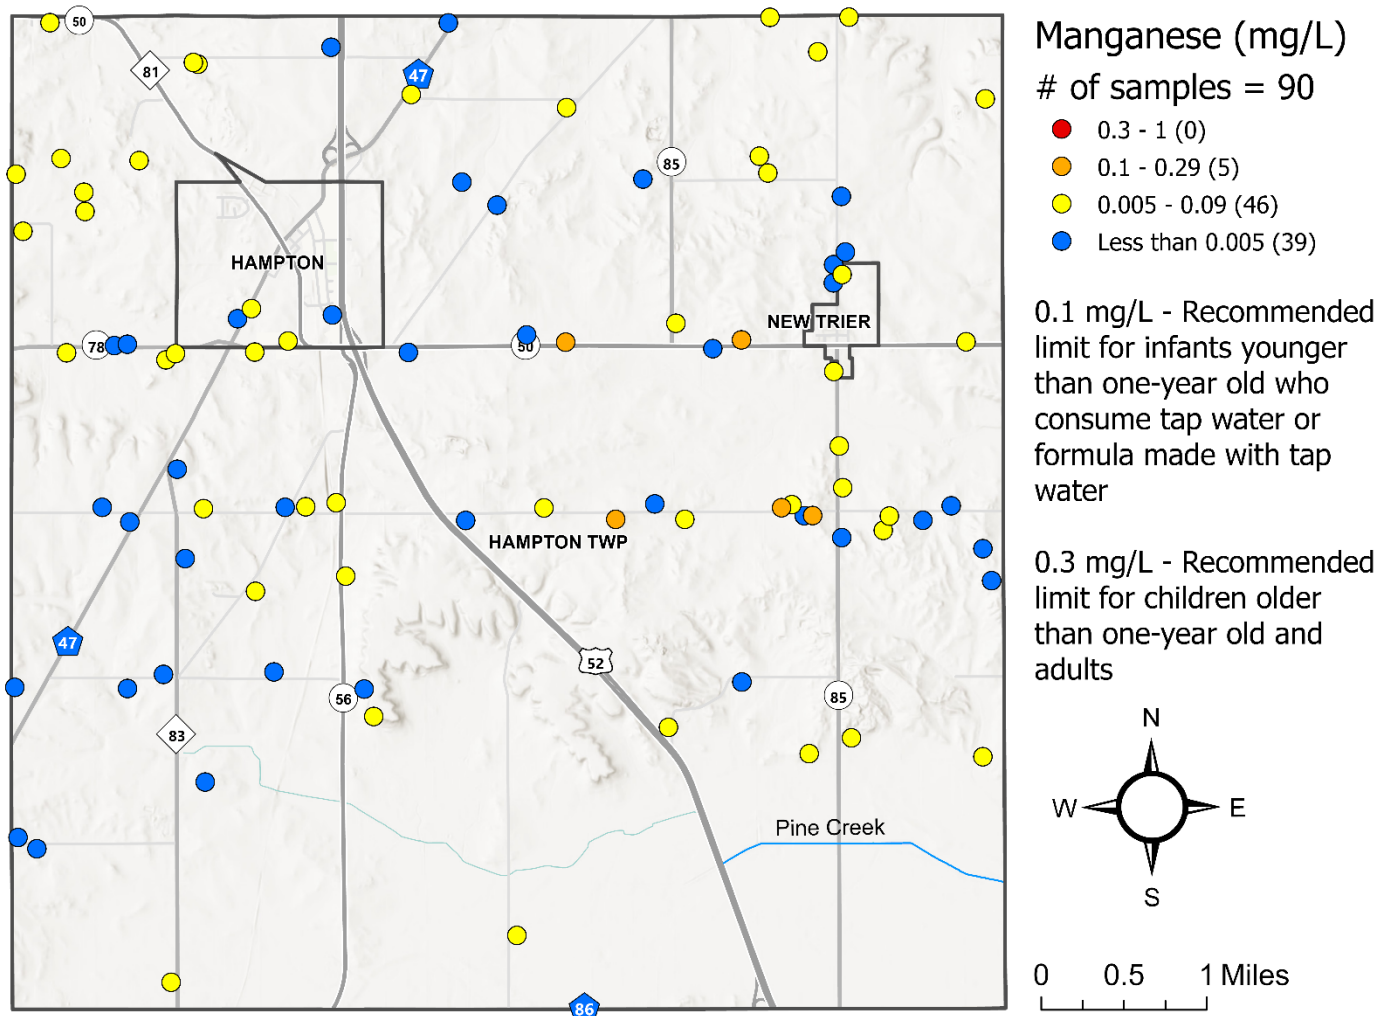 50
81
47
85
HAMPTON
NEW TRIER
78
50
HAMPTON TWP
47
52
56
85
83
Pine Creek
86
Manganese (mg/L)
# of samples = 90
0.3 - 1 (0)
0.1 - 0.29 (5)
0.005 - 0.09 (46)
Less than 0.005 (39)
0.1 mg/L - Recommended
limit for infants younger
than one-year old who
consume tap water or
formula made with tap
water
0.3 mg/L - Recommended
limit for children older
than one-year old and
adults
N
W
E
S
0 0.5 1 Miles